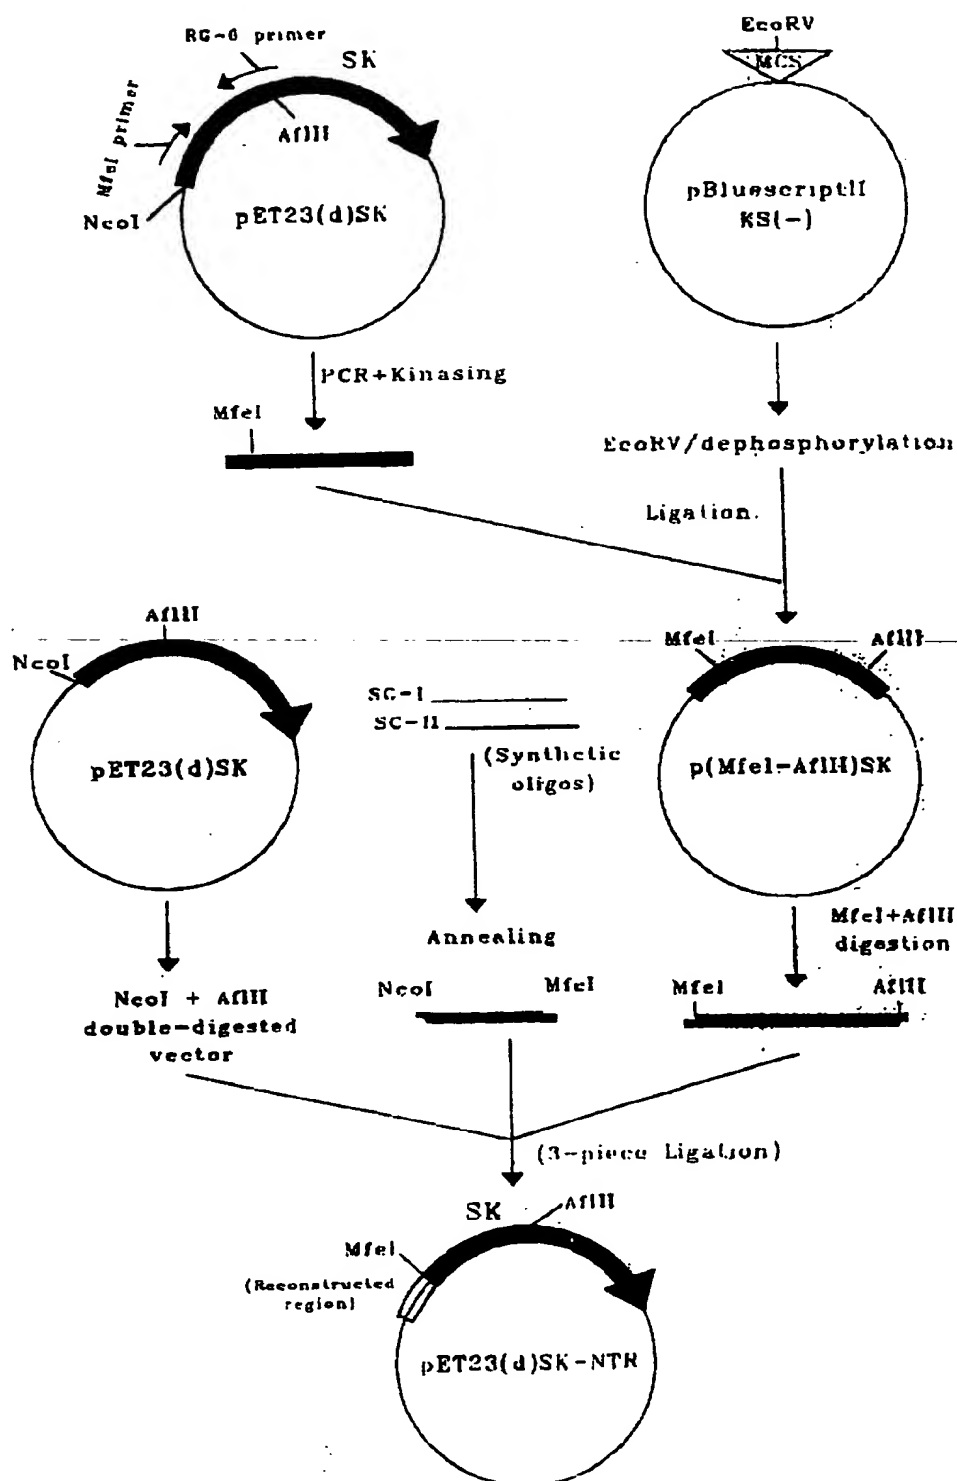 EcoRV
RG-6 primer
SK
MCS
MfeI primer
AflII
NcoI
pET23(d)SK
pBluescriptII
KS(-)
PCR+Kinasing
MfeI
EcoRV/dephosphorylation
Ligation.
AflII
NcoI
MfeI
AflII
SC-I
SC-II
(Synthetic
oligos)
pET23(d)SK
p(MfeI-AflII)SK
MfeI+AflII
digestion
Annealing
NcoI
MfeI
MfeI
AflII
NcoI + AflII
double-digested
vector
(3-piece Ligation)
SK
AflII
MfeI
(Reconstructed
region)
pET23(d)SK-NTR